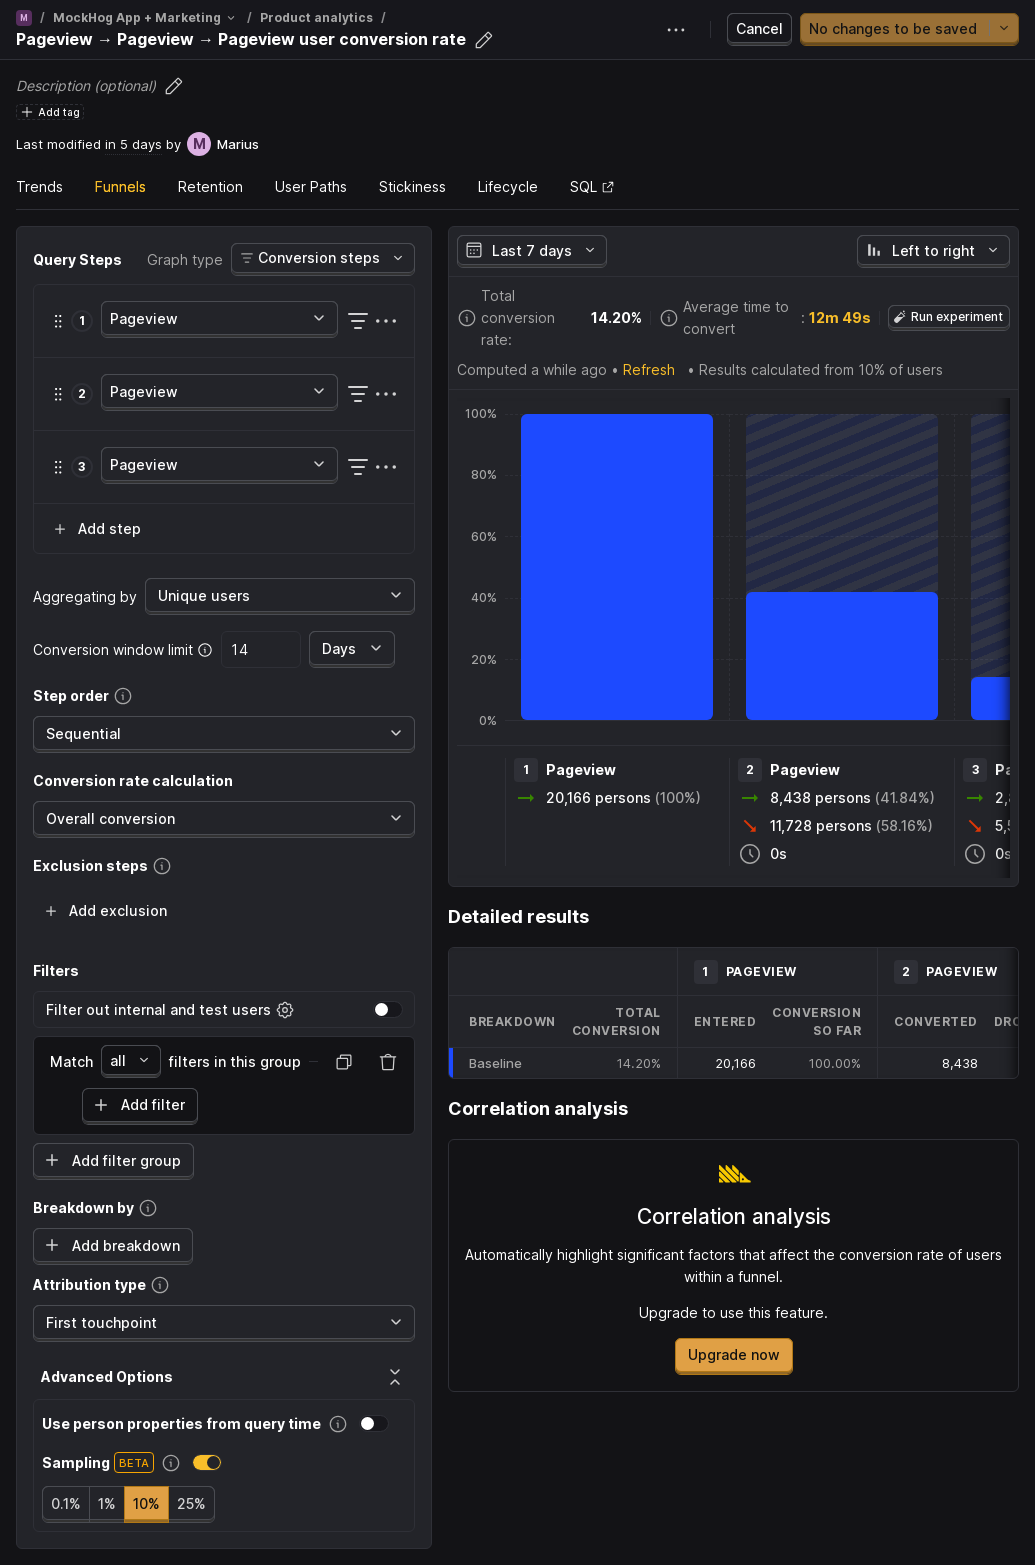 M / MockHog App + Marketing / Product analytics /
Pageview → Pageview → Pageview user conversion rate
Cancel
No changes to be saved
Description (optional)
Add tag
Last modified in 5 days by M Marius
Trends Funnels Retention User Paths Stickiness Lifecycle SQL
Query Steps
Graph type Conversion steps
1 Pageview
2 Pageview
3 Pageview
Add step
Aggregating by Unique users
Conversion window limit 14 Days
Step order
Sequential
Conversion rate calculation
Overall conversion
Exclusion steps
Add exclusion
Filters
Filter out internal and test users
Match all filters in this group
Add filter
Add filter group
Breakdown by
Add breakdown
Attribution type
First touchpoint
Advanced Options
Use person properties from query time
Sampling BETA
0.1% 1% 10% 25%
Last 7 days
Left to right
Total conversion rate: 14.20%
Average time to convert : 12m 49s
Run experiment
Computed a while ago • Refresh • Results calculated from 10% of users
100%
80%
60%
40%
20%
0%
1 Pageview
20,166 persons (100%)
2 Pageview
8,438 persons (41.84%)
11,728 persons (58.16%)
0s
3
0s
Detailed results
1 PAGEVIEW 2 PAGEVIEW
BREAKDOWN TOTAL CONVERSION ENTERED CONVERSION SO FAR CONVERTED
Baseline 14.20% 20,166 100.00% 8,438
Correlation analysis
Correlation analysis
Automatically highlight significant factors that affect the conversion rate of users
within a funnel.
Upgrade to use this feature.
Upgrade now